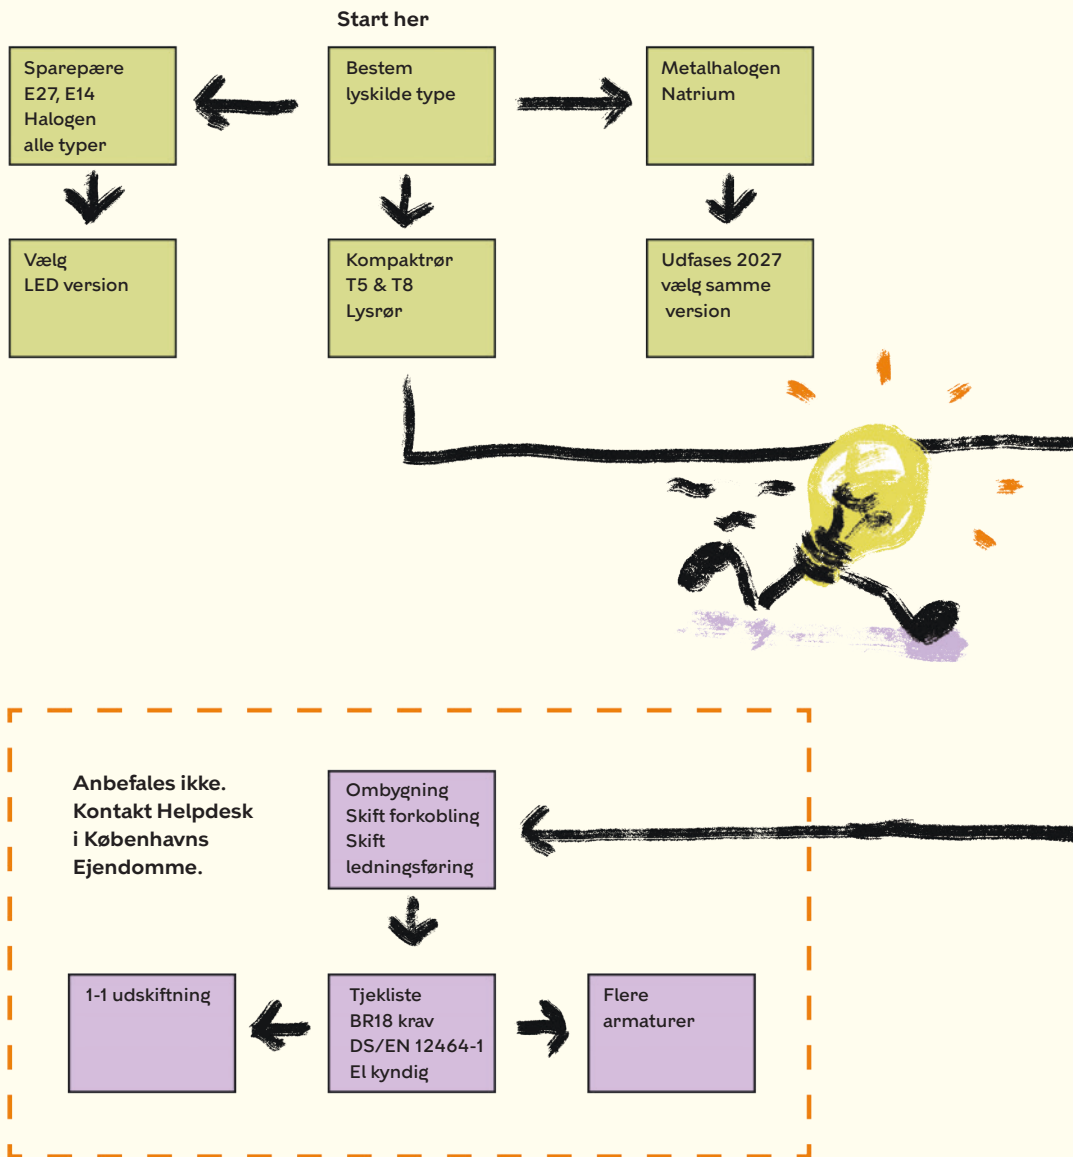 Start her
Sparepære
E27, E14
Halogen
alle typer
Bestem
lyskilde type
Metalhalogen
Natrium
Vælg
LED version
Kompaktrør
T5 & T8
Lysrør
Udfases 2027
vælg samme
version
Anbefales ikke.
Kontakt Helpdesk
i Københavns
Ejendomme.
Ombygning
Skift forkobling
Skift
ledningsføring
1-1 udskiftning
Tjekliste
BR18 krav
DS/EN 12464-1
El kyndig
Flere
armaturer